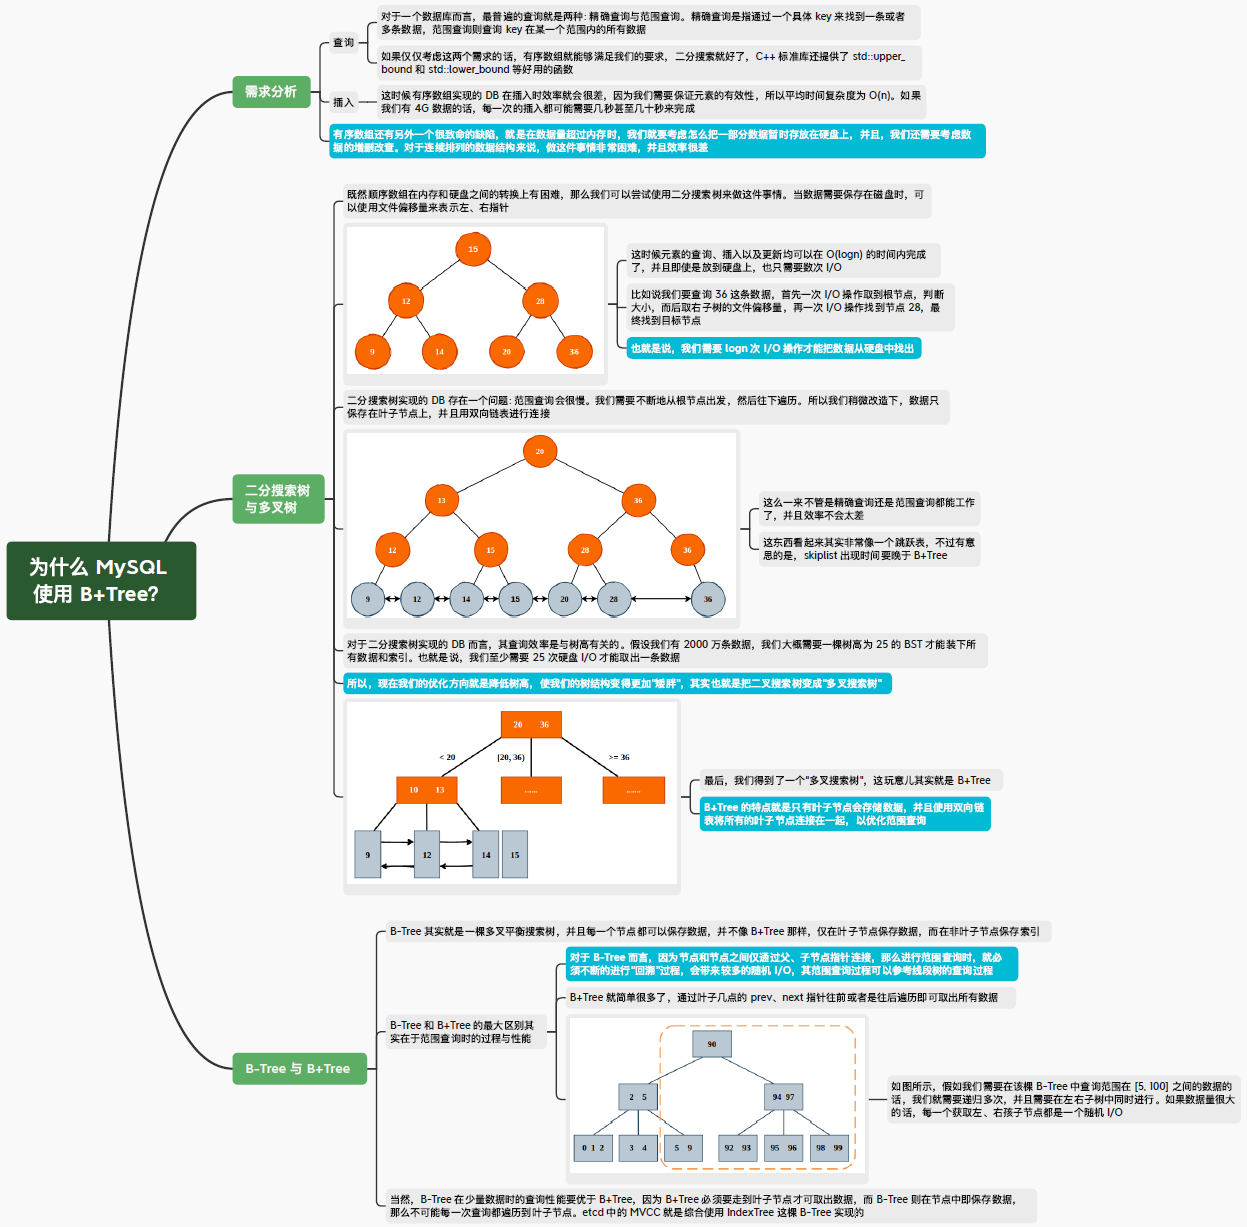 为什么 MySQL
使用 B+Tree?
需求分析
查询
对于一个数据库而言，最普遍的查询就是两种: 精确查询与范围查询。精确查询是指通过一个具体 key 来找到一条或者
多条数据，范围查询则查询 key 在某一个范围内的所有数据
如果仅仅考虑这两个需求的话，有序数组就能够满足我们的要求，二分搜索就好了，C++ 标准库还提供了 std::upper_
bound 和 std::lower_bound 等好用的函数
插入
这时候有序数组实现的 DB 在插入时效率就会很差，因为我们需要保证元素的有效性，所以平均时间复杂度为 O(n)。如果
我们有 4G 数据的话，每一次的插入都可能需要几秒甚至几十秒来完成
有序数组还有另外一个很致命的缺陷，就是在数据量超过内存时，我们就要考虑怎么把一部分数据暂时存放在硬盘上，并且，我们还需要考虑数
据的增删改查。对于连续排列的数据结构来说，做这件事情非常困难，并且效率很差
二分搜索树
与多叉树
既然顺序数组在内存和硬盘之间的转换上有困难，那么我们可以尝试使用二分搜索树来做这件事情。当数据需要保存在磁盘时，可
以使用文件偏移量来表示左、右指针
15
12 28
9 14 20 36
这时候元素的查询、插入以及更新均可以在 O(logn) 的时间内完成
了，并且即使是放到硬盘上，也只需要数次 I/O
比如说我们要查询 36 这条数据，首先一次 I/O 操作取到根节点，判断
大小，而后取右子树的文件偏移量，再一次 I/O 操作找到节点 28，最
终找到目标节点
也就是说，我们需要 logn 次 I/O 操作才能把数据从硬盘中找出
二分搜索树实现的 DB 存在一个问题: 范围查询会很慢。我们需要不断地从根节点出发，然后往下遍历。所以我们稍微改造下，数据只
保存在叶子节点上，并且用双向链表进行连接
20
13 36
12 15 28 36
9 12 14 15 20 28 36
这么一来不管是精确查询还是范围查询都能工作
了，并且效率不会太差
这东西看起来其实非常像一个跳跃表，不过有意
思的是，skiplist 出现时间要晚于 B+Tree
对于二分搜索树实现的 DB 而言，其查询效率是与树高有关的。假设我们有 2000 万条数据，我们大概需要一棵树高为 25 的 BST 才能装下所
有数据和索引。也就是说，我们至少需要 25 次硬盘 I/O 才能取出一条数据
所以，现在我们的优化方向就是降低树高，使我们的树结构变得更加"矮胖"，其实也就是把二叉搜索树变成"多叉搜索树"
20 36
< 20 [20, 36) >= 36
10 13 ...... .......
9 12 14 15
最后，我们得到了一个"多叉搜索树"，这玩意儿其实就是 B+Tree
B+Tree 的特点就是只有叶子节点会存储数据，并且使用双向链
表将所有的叶子节点连接在一起，以优化范围查询
B-Tree 与 B+Tree
B-Tree 其实就是一棵多叉平衡搜索树，并且每一个节点都可以保存数据，并不像 B+Tree 那样，仅在叶子节点保存数据，而在非叶子节点保存索引
B-Tree 和 B+Tree 的最大区别其
实在于范围查询时的过程与性能
对于 B-Tree 而言，因为节点和节点之间仅通过父、子节点指针连接，那么进行范围查询时，就必
须不断的进行"回溯"过程，会带来较多的随机 I/O，其范围查询过程可以参考线段树的查询过程
B+Tree 就简单很多了，通过叶子几点的 prev、next 指针往前或者是往后遍历即可取出所有数据
90
2 5 94 97
0 1 2 3 4 5 9 92 93 95 96 98 99
如图所示，假如我们需要在该棵 B-Tree 中查询范围在 [5, 100] 之间的数据的
话，我们就需要递归多次，并且需要在左右子树中同时进行。如果数据量很大
的话，每一个获取左、右孩子节点都是一个随机 I/O
当然，B-Tree 在少量数据时的查询性能要优于 B+Tree，因为 B+Tree 必须要走到叶子节点才可取出数据，而 B-Tree 则在节点中即保存数据，
那么不可能每一次查询都遍历到叶子节点。etcd 中的 MVCC 就是综合使用 IndexTree 这棵 B-Tree 实现的